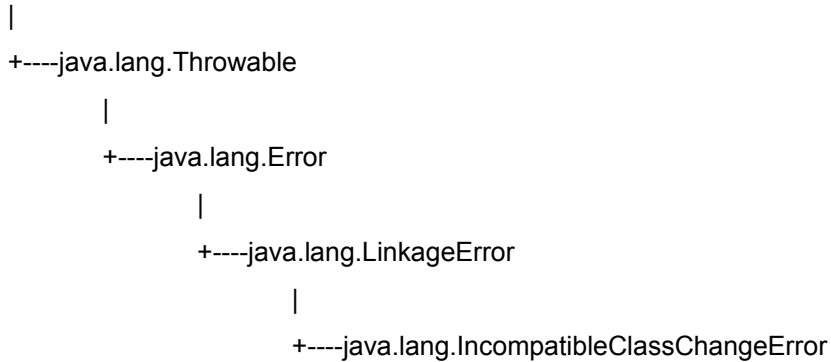 |
+----java.lang.Throwable
|
+----java.lang.Error
|
+----java.lang.LinkageError
|
+----java.lang.IncompatibleClassChangeError